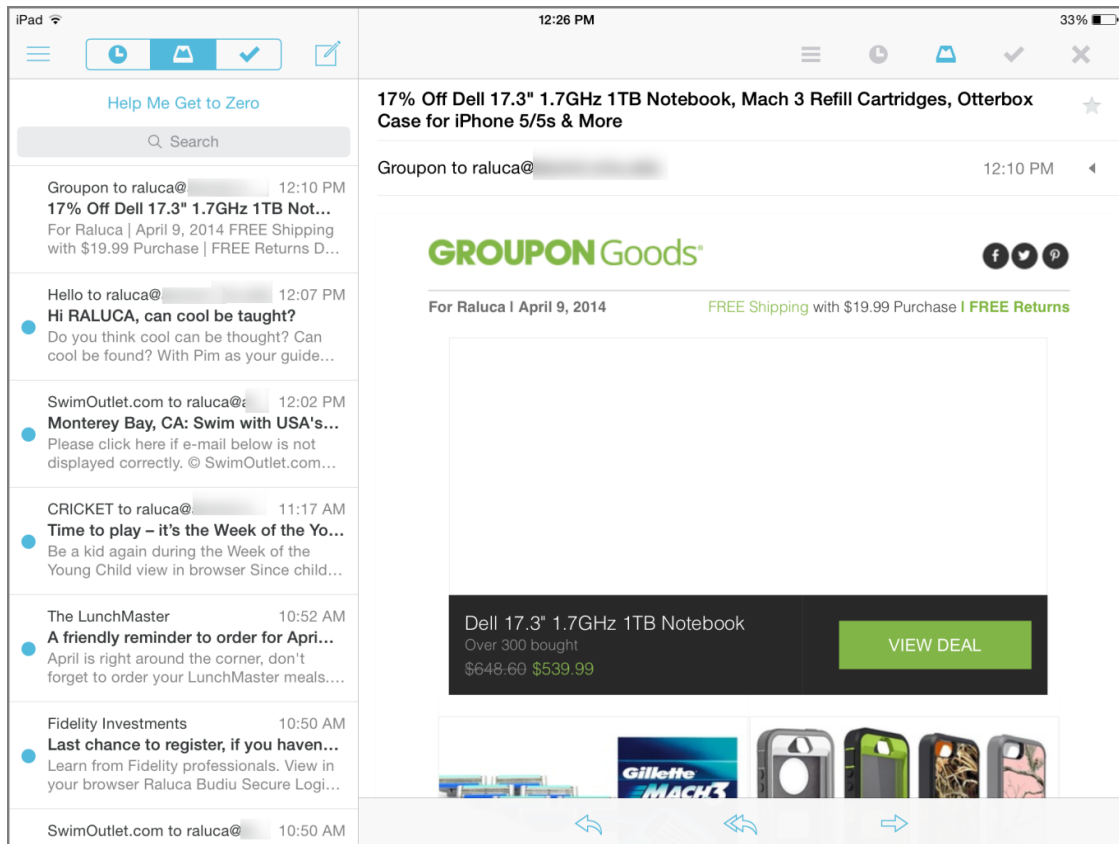 iPad
12:26 PM
33%
Help Me Get to Zero
Search
Groupon to raluca@
12:10 PM
17% Off Dell 17.3" 1.7GHz 1TB Not...
For Raluca | April 9, 2014 FREE Shipping
with $19.99 Purchase | FREE Returns D...
Hello to raluca@
12:07 PM
Hi RALUCA, can cool be taught?
Do you think cool can be thought? Can
cool be found? With Pim as your guide...
SwimOutlet.com to raluca@
12:02 PM
Monterey Bay, CA: Swim with USA's...
Please click here if e-mail below is not
displayed correctly. © SwimOutlet.com...
CRICKET to raluca@
11:17 AM
Time to play – it's the Week of the Yo...
Be a kid again during the Week of the
Young Child view in browser Since child...
The LunchMaster
10:52 AM
A friendly reminder to order for Apri...
April is right around the corner, don't
forget to order your LunchMaster meals....
Fidelity Investments
10:50 AM
Last chance to register, if you haven...
Learn from Fidelity professionals. View in
your browser Raluca Budiu Secure Logi...
SwimOutlet.com to raluca@
10:50 AM
17% Off Dell 17.3" 1.7GHz 1TB Notebook, Mach 3 Refill Cartridges, Otterbox
Case for iPhone 5/5s & More
Groupon to raluca@
12:10 PM
GROUPON Goods
For Raluca | April 9, 2014
FREE Shipping with $19.99 Purchase | FREE Returns
Dell 17.3" 1.7GHz 1TB Notebook
Over 300 bought
$648.60 $539.99
VIEW DEAL
Gillette
MACH3